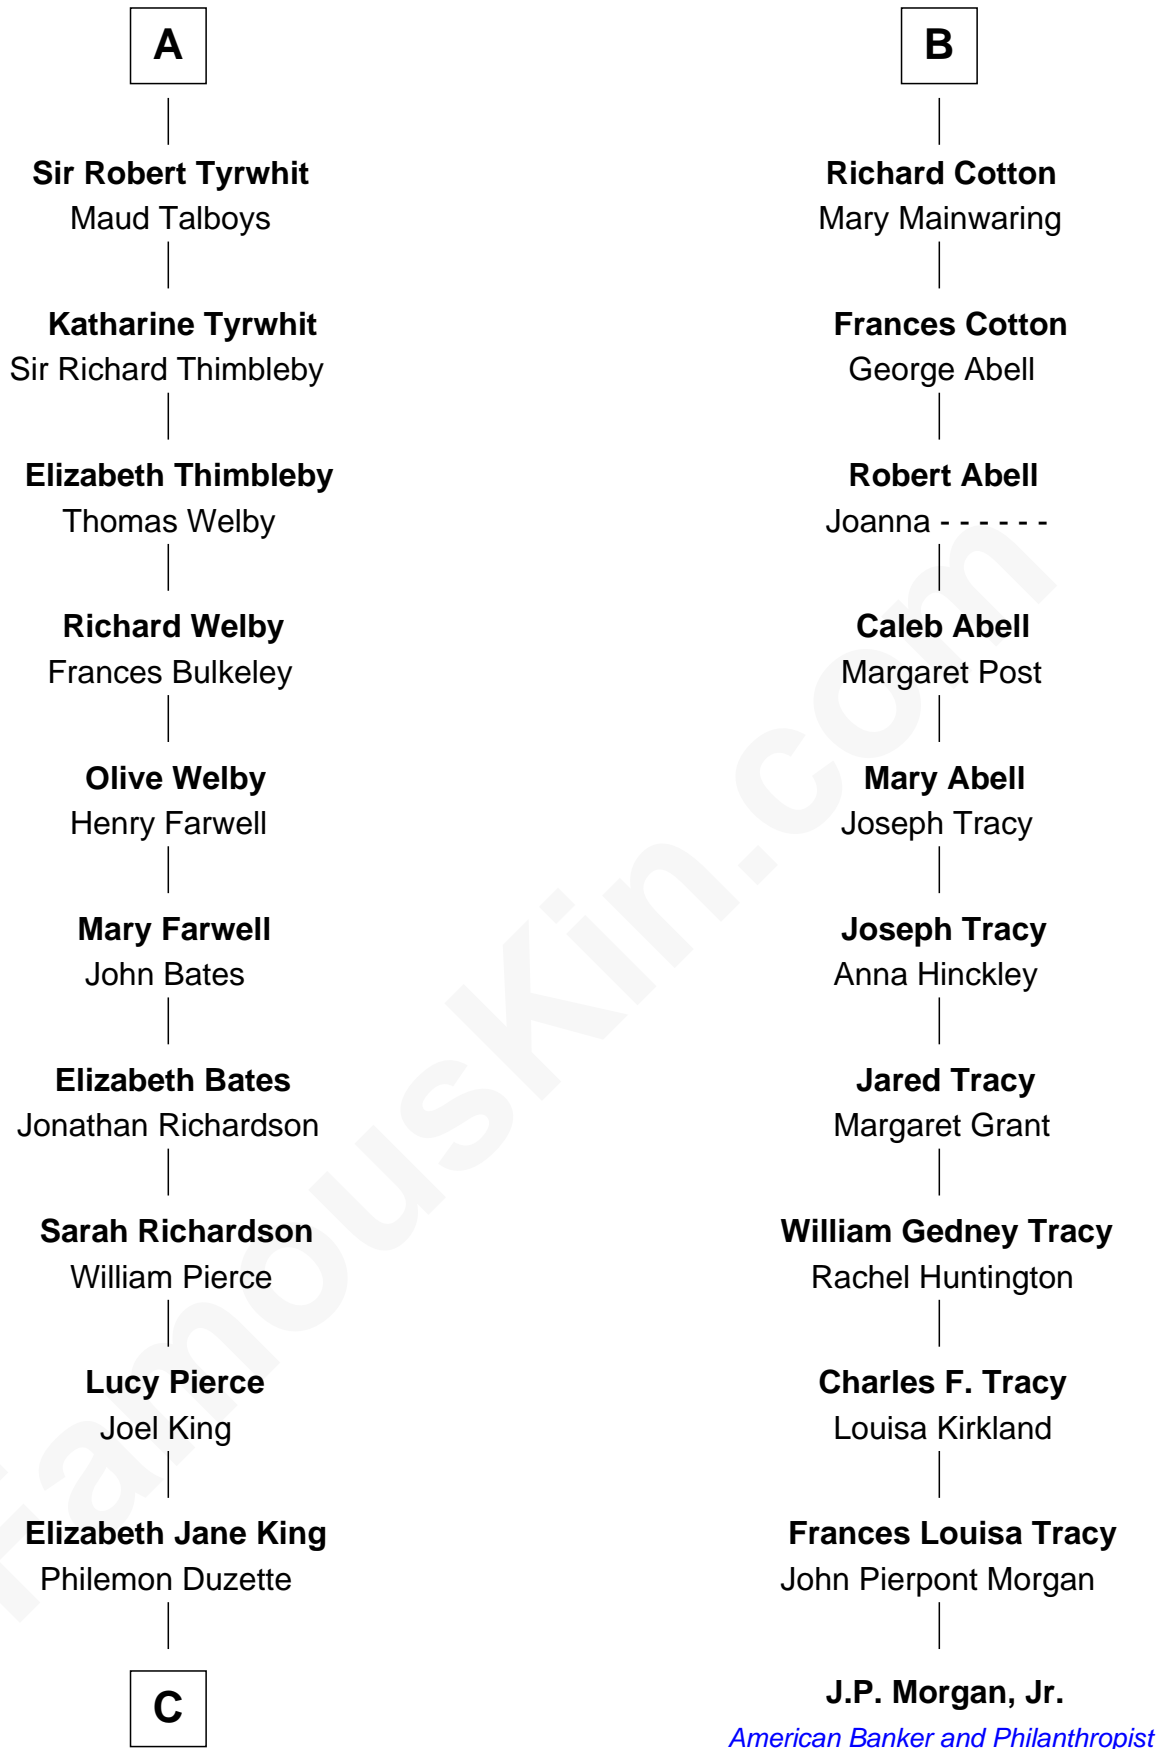 A
Sir Robert Tyrwhit
Maud Talboys
Katharine Tyrwhit
Sir Richard Thimbleby
Elizabeth Thimbleby
Thomas Welby
Richard Welby
Frances Bulkeley
Olive Welby
Henry Farwell
Mary Farwell
John Bates
Elizabeth Bates
Jonathan Richardson
Sarah Richardson
William Pierce
Lucy Pierce
Joel King
Elizabeth Jane King
Philemon Duzette
C
B
Richard Cotton
Mary Mainwaring
Frances Cotton
George Abell
Robert Abell
Joanna - - - - - -
Caleb Abell
Margaret Post
Mary Abell
Joseph Tracy
Joseph Tracy
Anna Hinckley
Jared Tracy
Margaret Grant
William Gedney Tracy
Rachel Huntington
Charles F. Tracy
Louisa Kirkland
Frances Louisa Tracy
John Pierpont Morgan
J.P. Morgan, Jr.
American Banker and Philanthropist
FamousKin.com